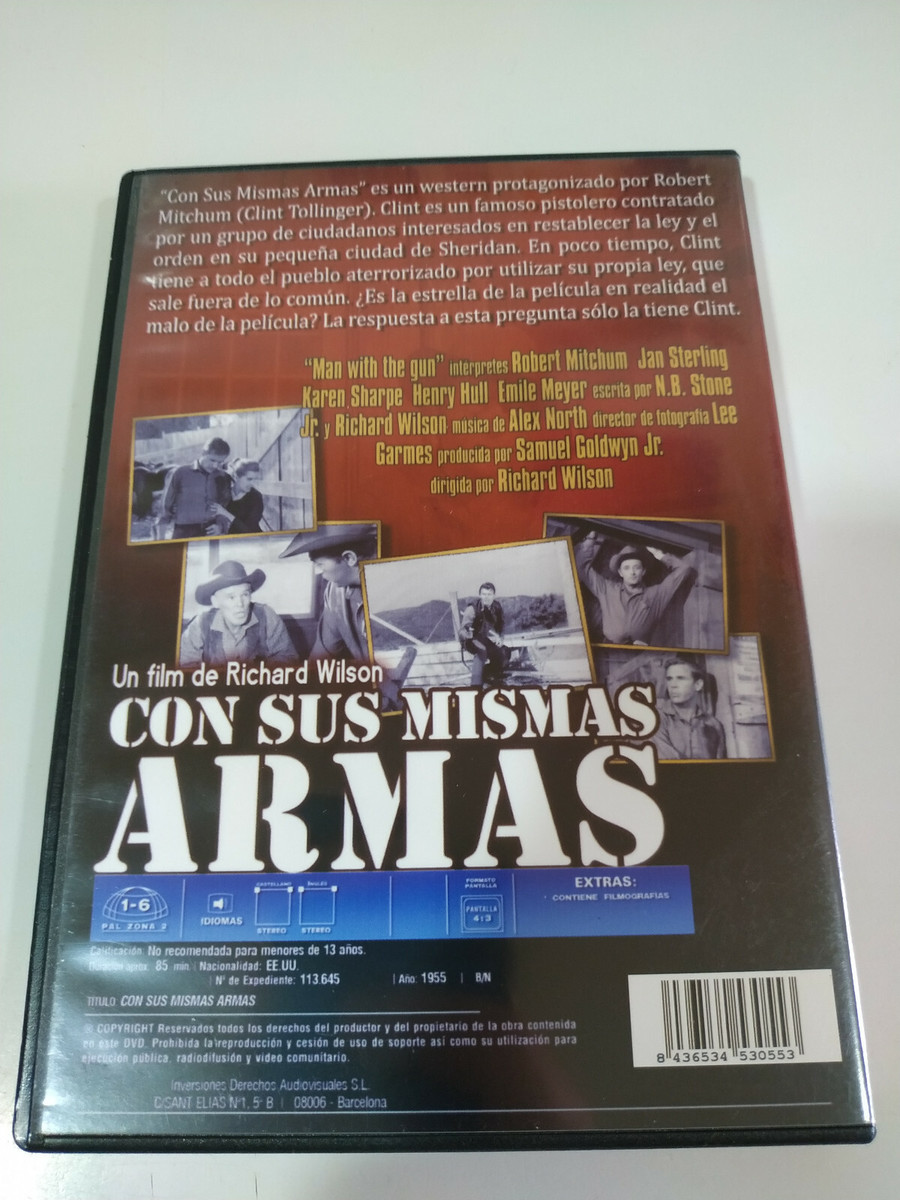 "Con Sus Mismas Armas" es un western protagonizado por Robert
Mitchum (Clint Tollinger). Clint es un famoso pistolero contratado
por un grupo de ciudadanos interesados en restablecer la ley y el
orden en su pequeña ciudad de Sheridan. En poco tiempo, Clint
tiene a todo el pueblo aterrorizado por utilizar su propia ley, que
sale fuera de lo común. ¿Es la estrella de la película en realidad el
malo de la película? La respuesta a esta pregunta sólo la tiene Clint.
"Man with the gun" intérpretes Robert Mitchum Jan Sterling
Karen Sharpe Henry Hull Emile Meyer escrita por N.B. Stone
Jr. y Richard Wilson música de Alex North director de fotografía Lee
Garmes producida por Samuel Goldwyn Jr.
dirigida por Richard Wilson
Un film de Richard Wilson
CON SUS MISMAS
ARMAS
1-6
PAL ZONA 2
IDIOMAS
CASTELLANO
STEREO
INGLÉS
STEREO
FORMATO
PANTALLA
PANTALLA
4:3
EXTRAS:
CONTIENE FILMOGRAFÍAS
Calificación: No recomendada para menores de 13 años.
Duración aprox: 85 min. Nacionalidad: EE.UU.
Nº de Expediente: 113.645 Año: 1955 B/N
TÍTULO CON SUS MISMAS ARMAS
© COPYRIGHT Reservados todos los derechos del productor y del propietario de la obra contenida
en este DVD. Prohibida la reproducción y cesión de uso de soporte así como su utilización para
ejecución pública, radiodifusión y video comunitario.
Inversiones Derechos Audiovisuales S.L.
C/SANT ELIAS Nº1, 5º B | 08006 - Barcelona
8 436534 530553